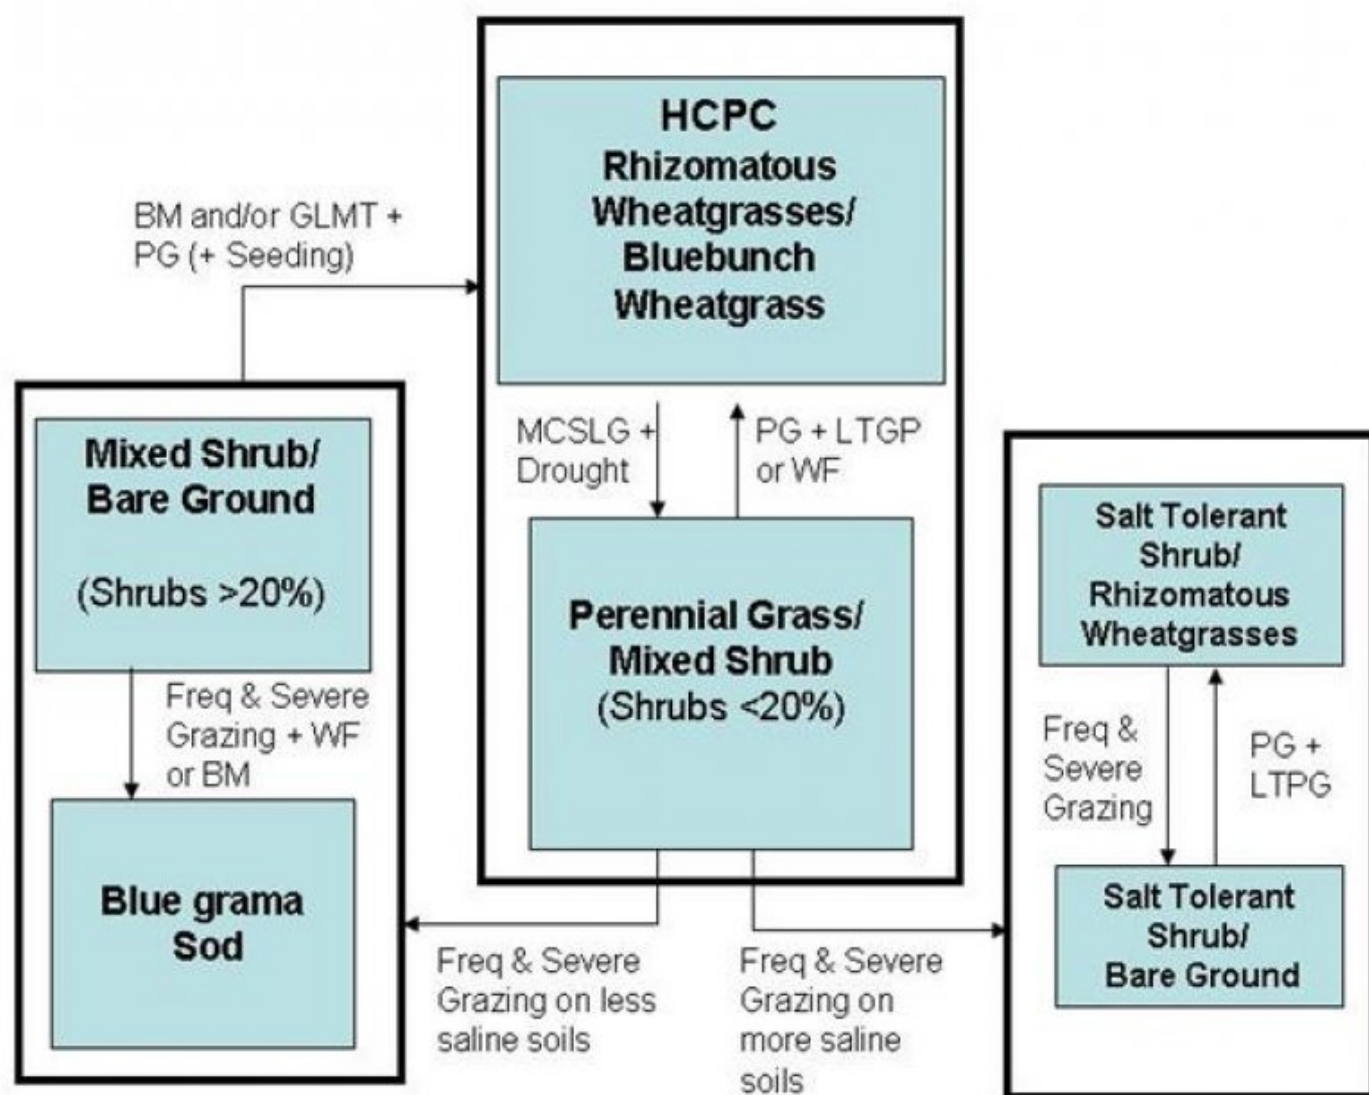 HCPC
Rhizomatous
Wheatgrasses/
Bluebunch
Wheatgrass
BM and/or GLMT +
PG (+ Seeding)
MCSLG +
Drought
PG + LTGP
or WF
Mixed Shrub/
Bare Ground
(Shrubs >20%)
Freq & Severe
Grazing + WF
or BM
Blue grama
Sod
Perennial Grass/
Mixed Shrub
(Shrubs <20%)
Freq & Severe
Grazing on less
saline soils
Freq & Severe
Grazing on
more saline
soils
Salt Tolerant
Shrub/
Rhizomatous
Wheatgrasses
Freq &
Severe
Grazing
PG +
LTPG
Salt Tolerant
Shrub/
Bare Ground